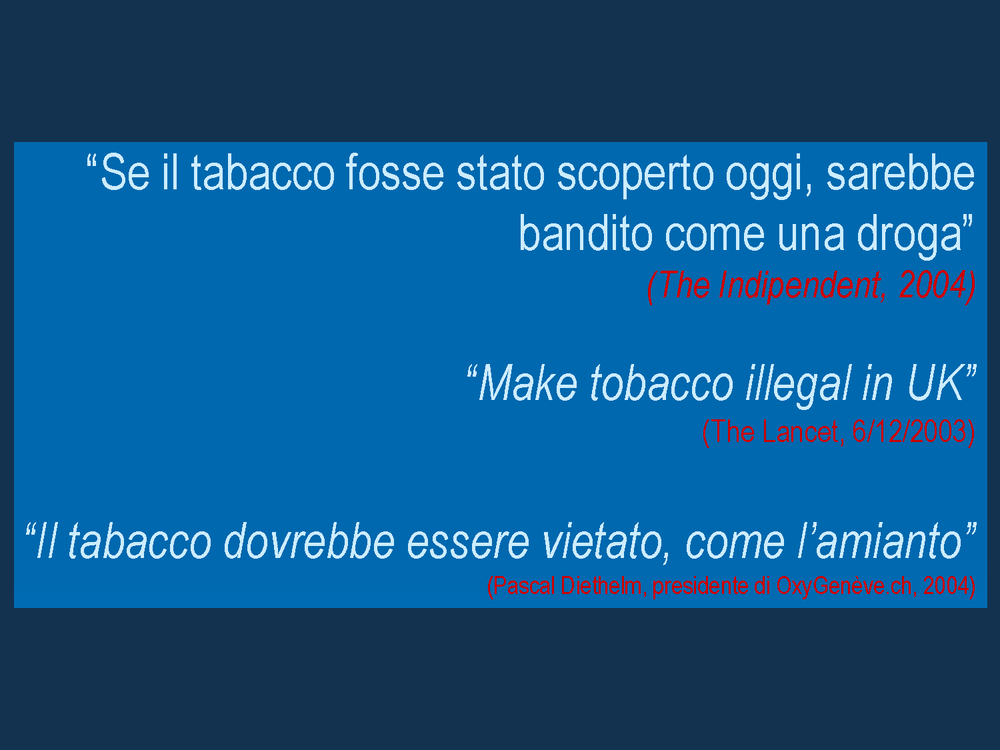 “Se il tabacco fosse stato scoperto oggi, sarebbe
bandito come una droga”
(The Indipendent, 2004)
“Make tobacco illegal in UK”
(The Lancet, 6/12/2003)
“Il tabacco dovrebbe essere vietato, come l’amianto”
(Pascal Diethelm, presidente di OxyGenève.ch, 2004)